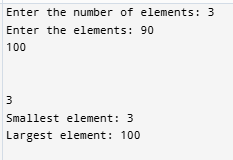 Enter the number of elements: 3
Enter the elements: 90
100
3
Smallest element: 3
Largest element: 100